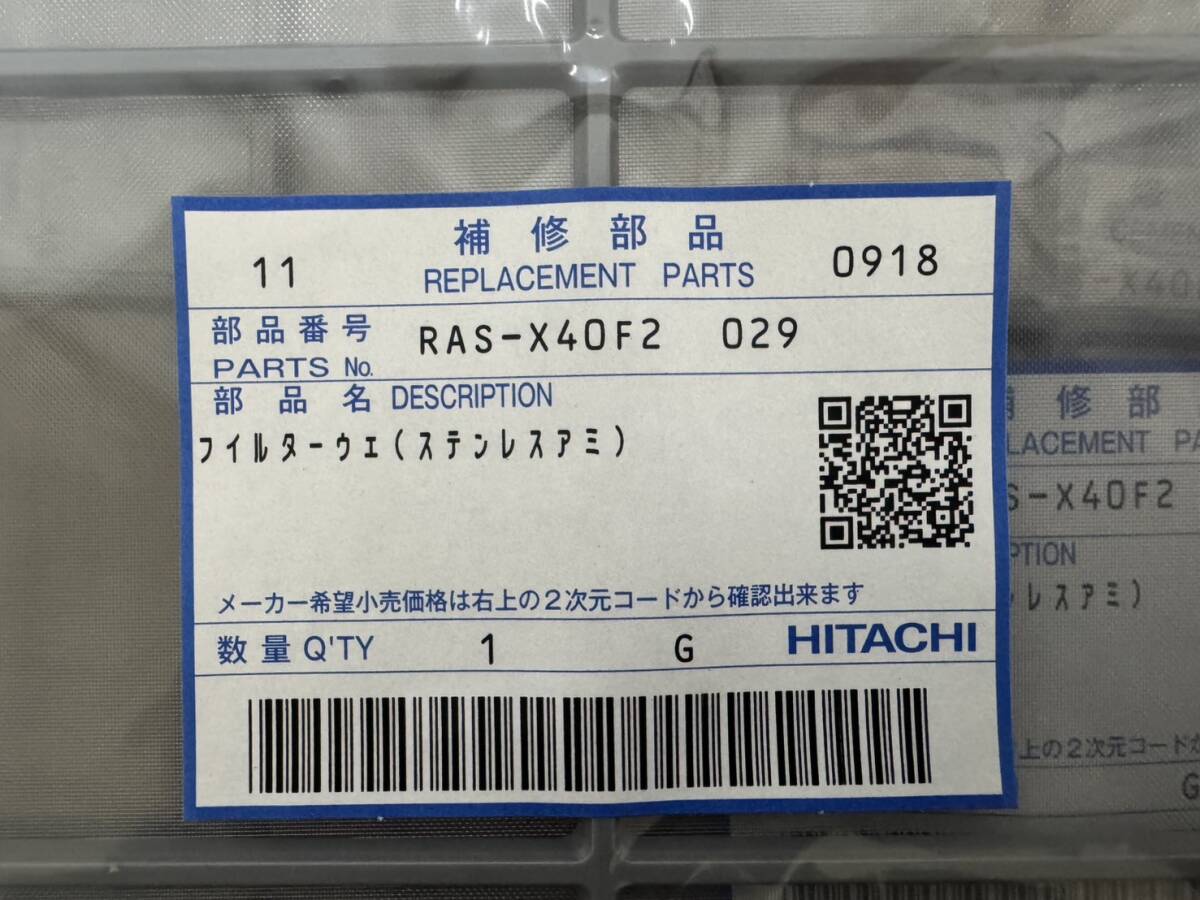 補修部品
11 REPLACEMENT PARTS 0918
部品番号
PARTS No. RAS-X40F2 029
部品名 DESCRIPTION
フイルターウエ(ステンレスアミ)
メーカー希望小売価格は右上の2次元コードから確認出来ます
数量 Q'TY 1 G HITACHI
修部
LACEMENT PA
S-X40F2
PTION
レスアミ)
上の2次元コード
G